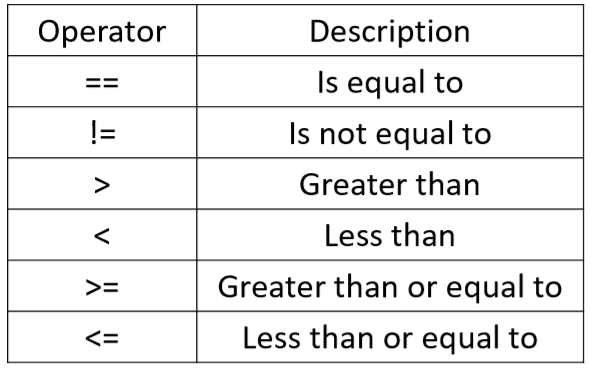 Operator Description
== Is equal to
!= Is not equal to
> Greater than
< Less than
>= Greater than or equal to
<= Less than or equal to